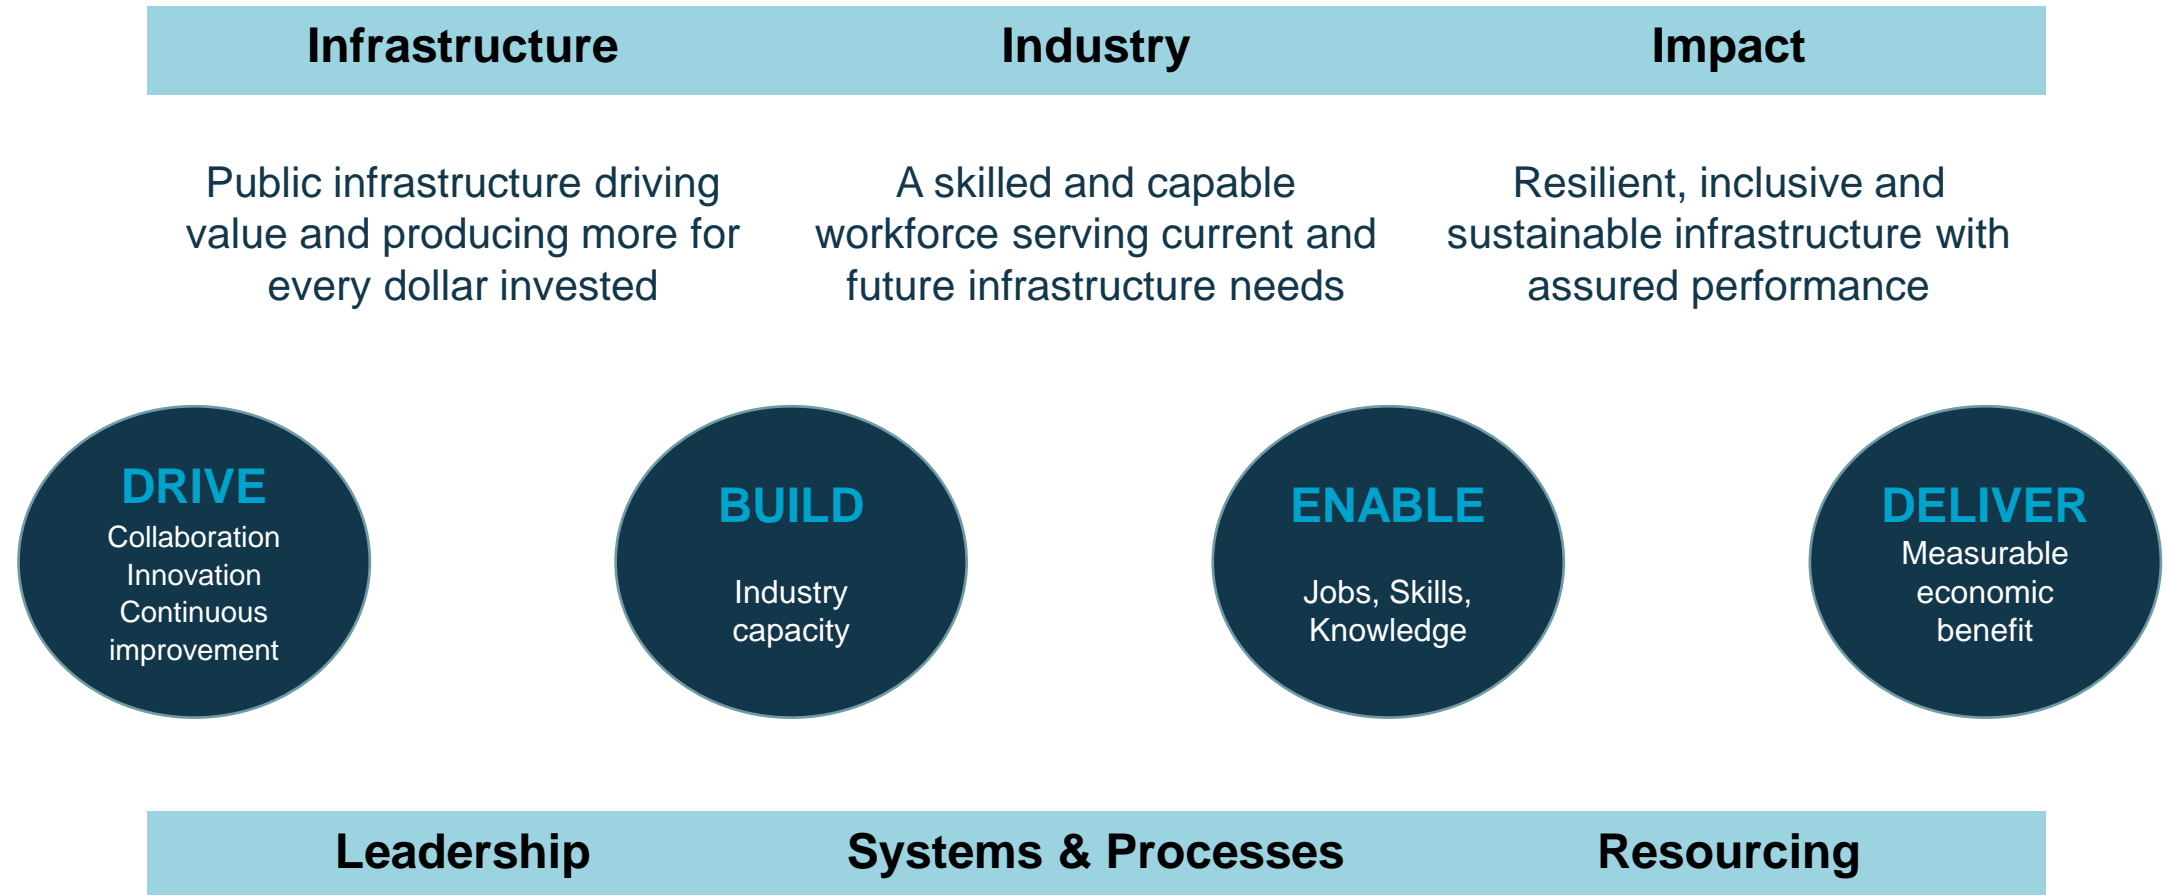 Infrastructure
Industry
Impact
Public infrastructure driving
value and producing more for
every dollar invested
A skilled and capable
workforce serving current and
future infrastructure needs
Resilient, inclusive and
sustainable infrastructure with
assured performance
DRIVE
Collaboration
Innovation
Continuous
improvement
BUILD
Industry
capacity
ENABLE
Jobs, Skills,
Knowledge
DELIVER
Measurable
economic
benefit
Leadership
Systems & Processes
Resourcing